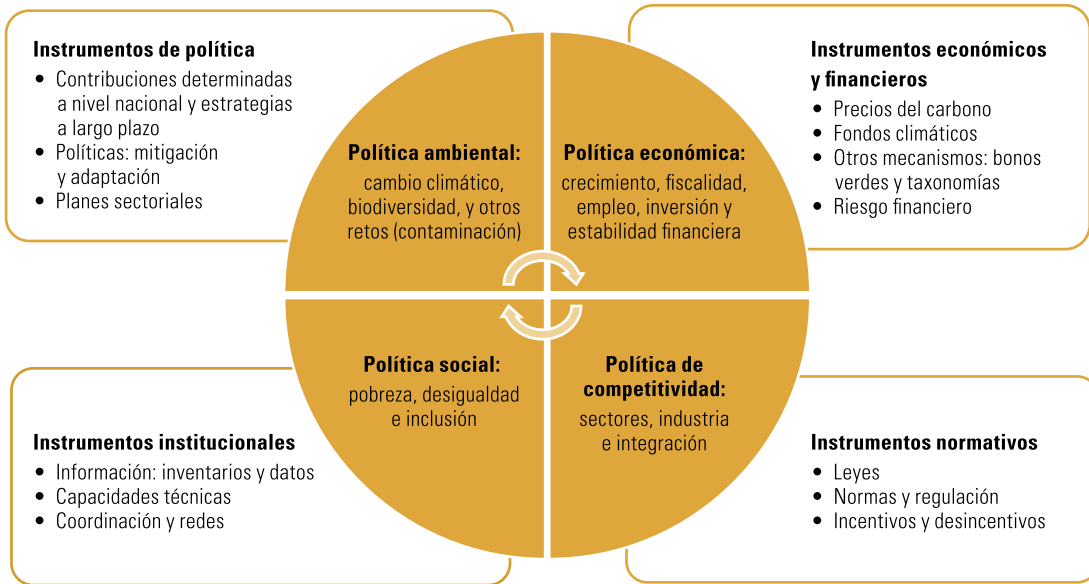 Instrumentos de política
• Contribuciones determinadas
a nivel nacional y estrategias
a largo plazo
• Políticas: mitigación
y adaptación
• Planes sectoriales
Política ambiental:
cambio climático,
biodiversidad, y otros
retos (contaminación)
Política económica:
crecimiento, fiscalidad,
empleo, inversión y
estabilidad financiera
Instrumentos económicos
y financieros
• Precios del carbono
• Fondos climáticos
• Otros mecanismos: bonos
verdes y taxonomías
• Riesgo financiero
Instrumentos institucionales
• Información: inventarios y datos
• Capacidades técnicas
• Coordinación y redes
Política social:
pobreza, desigualdad
e inclusión
Política de
competitividad:
sectores, industria
e integración
Instrumentos normativos
• Leyes
• Normas y regulación
• Incentivos y desincentivos